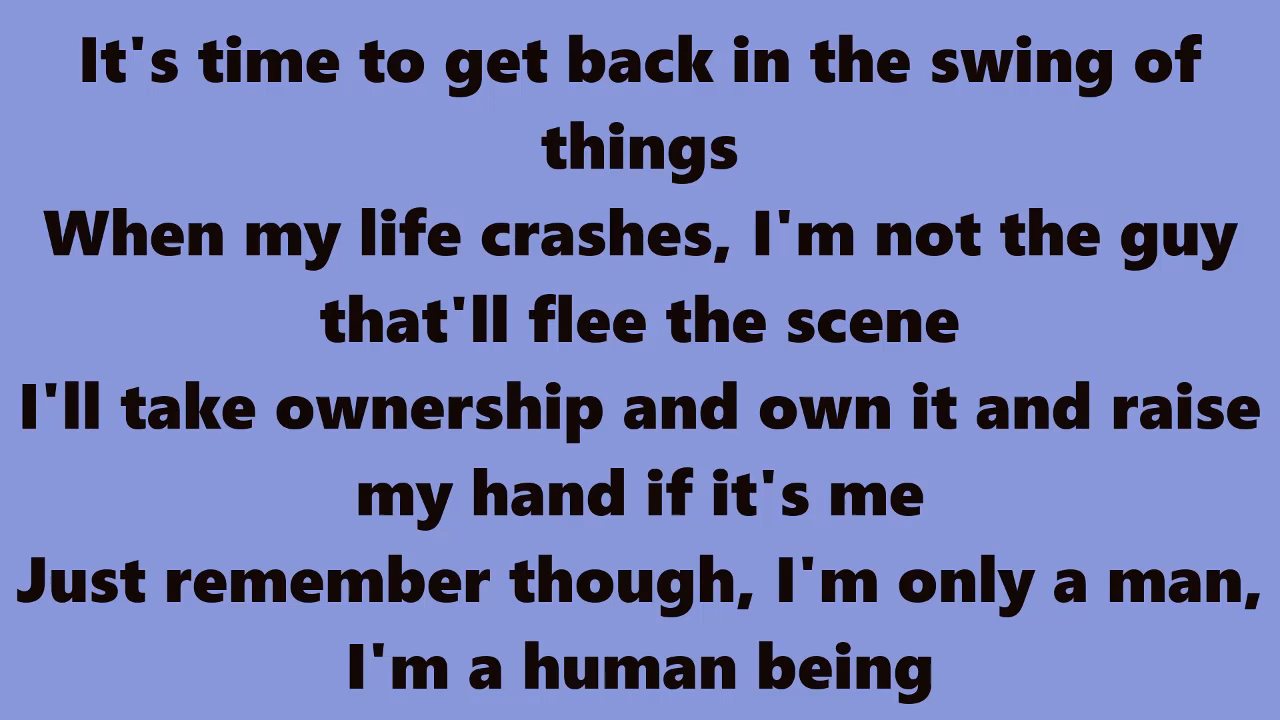 It's time to get back in the swing of
things
When my life crashes, I'm not the guy
that'll flee the scene
I'll take ownership and own it and raise
my hand if it's me
Just remember though, I'm only a man,
I'm a human being